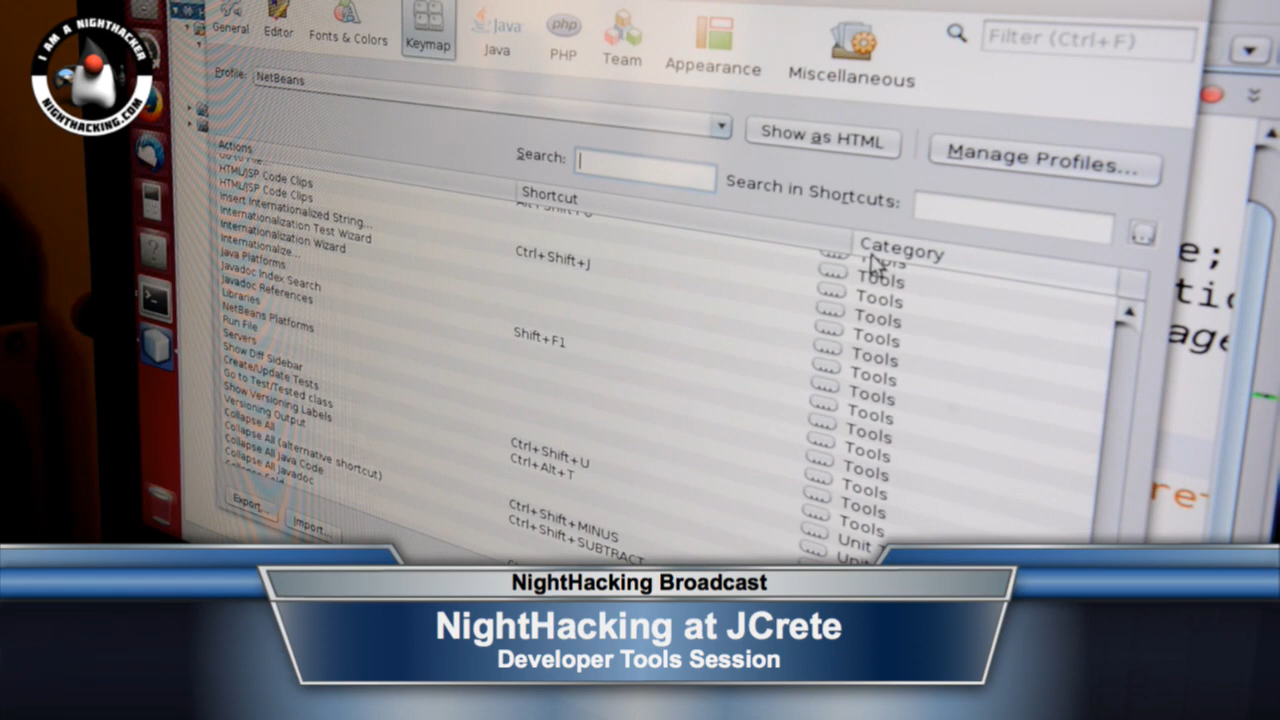 I AM A NIGHTHACKER
NIGHTHACKING.COM
General
Editor
Fonts & Colors
Keymap
Java
Java
php
PHP
Team
Appearance
Miscellaneous
Filter (Ctrl+F)
Profile: NetBeans
Show as HTML
Manage Profiles...
Search:
Search in Shortcuts:
...
Actions
Shortcut
Category
HTML/JSP Code Clips
HTML/JSP Code Clips
Insert Internationalized String...
Internationalization Test Wizard
Internationalization Wizard
Internationalize...
Java Platforms
Javadoc Index Search
Javadoc References
Libraries
NetBeans Platforms
Run File
Servers
Show Diff Sidebar
Create/Update Tests
Go to Test/Tested class
Show Versioning Labels
Versioning Output
Collapse All
Collapse All (alternative shortcut)
Collapse All Java Code
Collapse All Javadoc
Ctrl+Shift+J
Shift+F1
Ctrl+Shift+U
Ctrl+Alt+T
Ctrl+Shift+MINUS
Ctrl+Shift+SUBTRACT
Tools
Tools
Tools
Tools
Tools
Tools
Tools
Tools
Tools
Tools
Tools
Tools
Tools
Tools
Unit
Export...
Import...
e;
tic
age
ret
NightHacking Broadcast
NightHacking at JCrete
Developer Tools Session